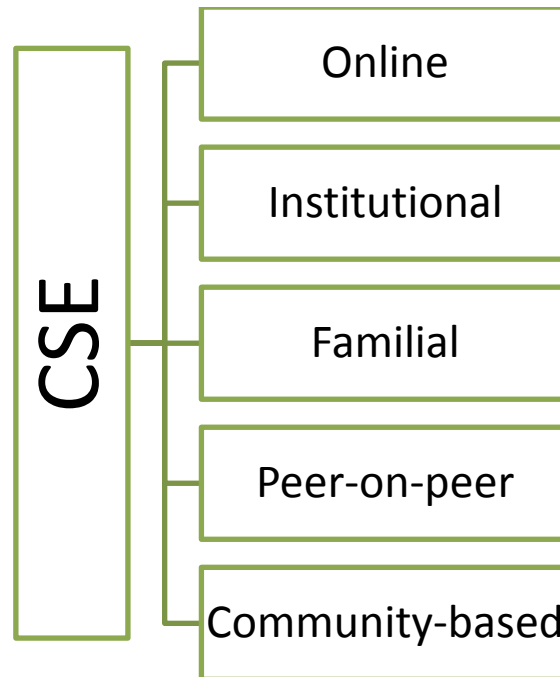 CSE
Online
Institutional
Familial
Peer-on-peer
Community-based